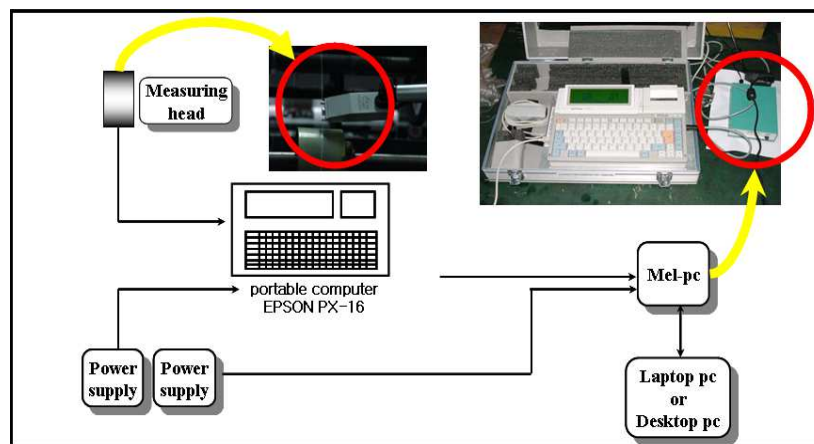 Measuring
head
portable computer
EPSON PX-16
Mel-pc
Power
supply
Power
supply
Laptop pc
or
Desktop pc